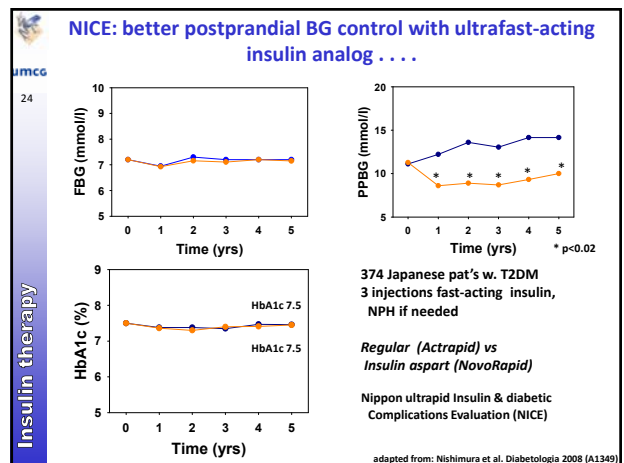 NICE: better postprandial BG control with ultrafast-acting
insulin analog . . . .
umcg
24
Insulin therapy
FBG (mmol/l)
10
9
8
7
6
5
0 1 2 3 4 5
Time (yrs)
PPBG (mmol/l)
20
15
10
5
* * * * *
0 1 2 3 4 5
Time (yrs)
* p<0.02
HbA1c (%)
9
8
7
6
5
HbA1c 7.5
HbA1c 7.5
0 1 2 3 4 5
Time (yrs)
374 Japanese pat's w. T2DM
3 injections fast-acting insulin,
NPH if needed
Regular (Actrapid) vs
Insulin aspart (NovoRapid)
Nippon ultrapid Insulin & diabetic
Complications Evaluation (NICE)
adapted from: Nishimura et al. Diabetologia 2008 (A1349)